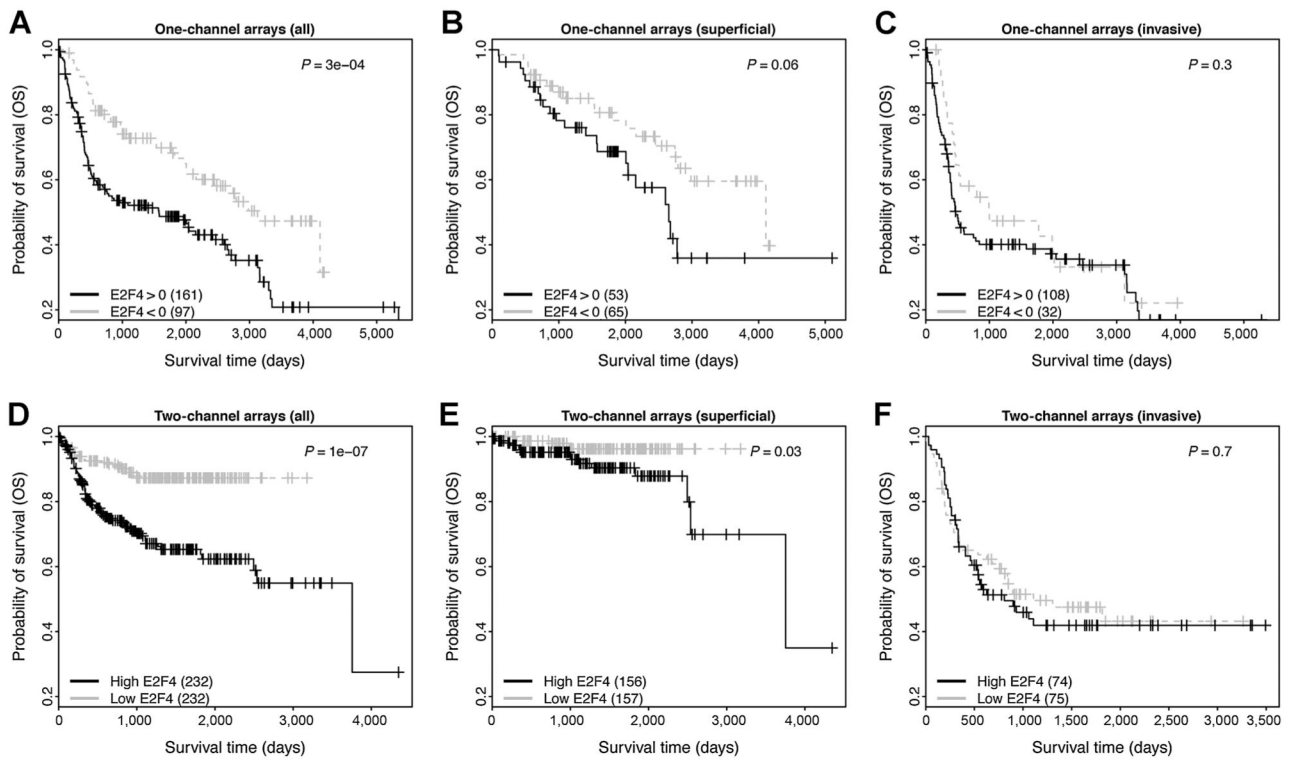 A
One-channel arrays (all)
P = 3e−04
Probability of survival (OS)
1.0
0.8
0.6
0.4
0.2
E2F4 > 0 (161)
E2F4 < 0 (97)
0 1,000 2,000 3,000 4,000 5,000
Survival time (days)
B
One-channel arrays (superficial)
P = 0.06
Probability of survival (OS)
1.0
0.8
0.6
0.4
0.2
E2F4 > 0 (53)
E2F4 < 0 (65)
0 1,000 2,000 3,000 4,000 5,000
Survival time (days)
C
One-channel arrays (invasive)
P = 0.3
Probability of survival (OS)
1.0
0.8
0.6
0.4
0.2
E2F4 > 0 (108)
E2F4 < 0 (32)
0 1,000 2,000 3,000 4,000 5,000
Survival time (days)
D
Two-channel arrays (all)
P = 1e−07
Probability of survival (OS)
1.0
0.8
0.6
0.4
0.2
High E2F4 (232)
Low E2F4 (232)
0 1,000 2,000 3,000 4,000
Survival time (days)
E
Two-channel arrays (superficial)
P = 0.03
Probability of survival (OS)
1.0
0.8
0.6
0.4
0.2
High E2F4 (156)
Low E2F4 (157)
0 1,000 2,000 3,000 4,000
Survival time (days)
F
Two-channel arrays (invasive)
P = 0.7
Probability of survival (OS)
1.0
0.8
0.6
0.4
0.2
High E2F4 (74)
Low E2F4 (75)
0 500 1,000 1,500 2,000 2,500 3,000 3,500
Survival time (days)